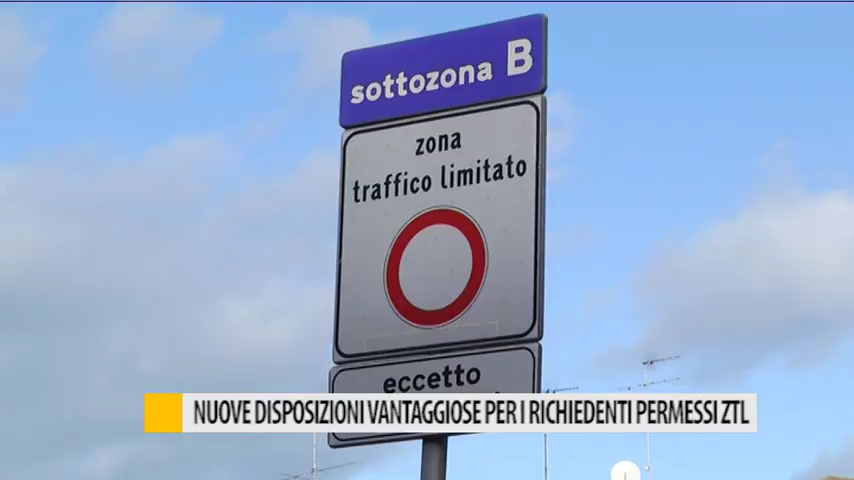 sottozona B
zona
traffico limitato
eccetto
NUOVE DISPOSIZIONI VANTAGGIOSE PER I RICHIEDENTI PERMESSI ZTL